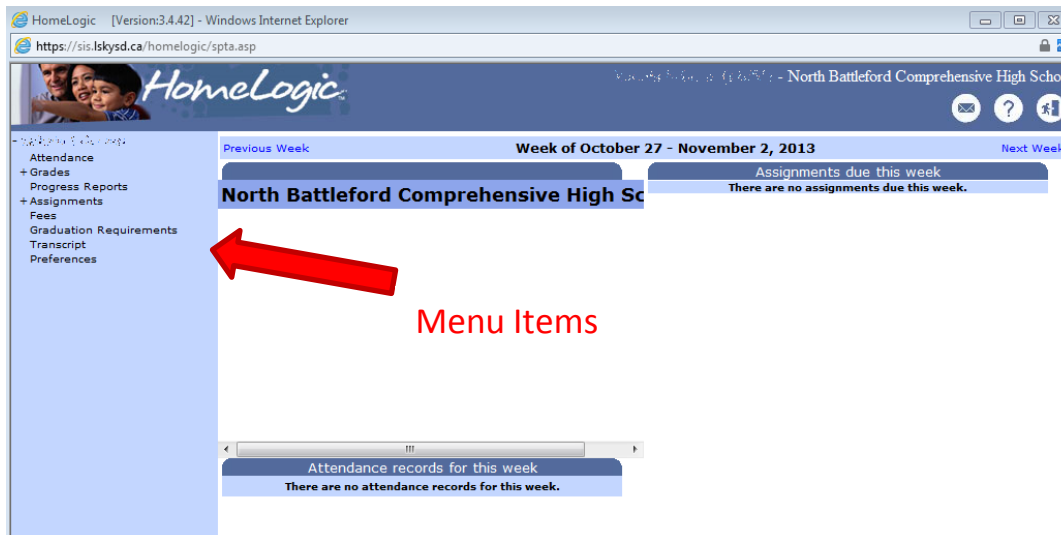 HomeLogic [Version:3.4.42] - Windows Internet Explorer
https://sis.lskysd.ca/homelogic/spta.asp
HomeLogic
- North Battleford Comprehensive High Scho
?
-
Attendance
+ Grades
Progress Reports
+ Assignments
Fees
Graduation Requirements
Transcript
Preferences
Previous Week Week of October 27 - November 2, 2013 Next Week
North Battleford Comprehensive High Sc
Assignments due this week
There are no assignments due this week.
Menu Items
Attendance records for this week
There are no attendance records for this week.